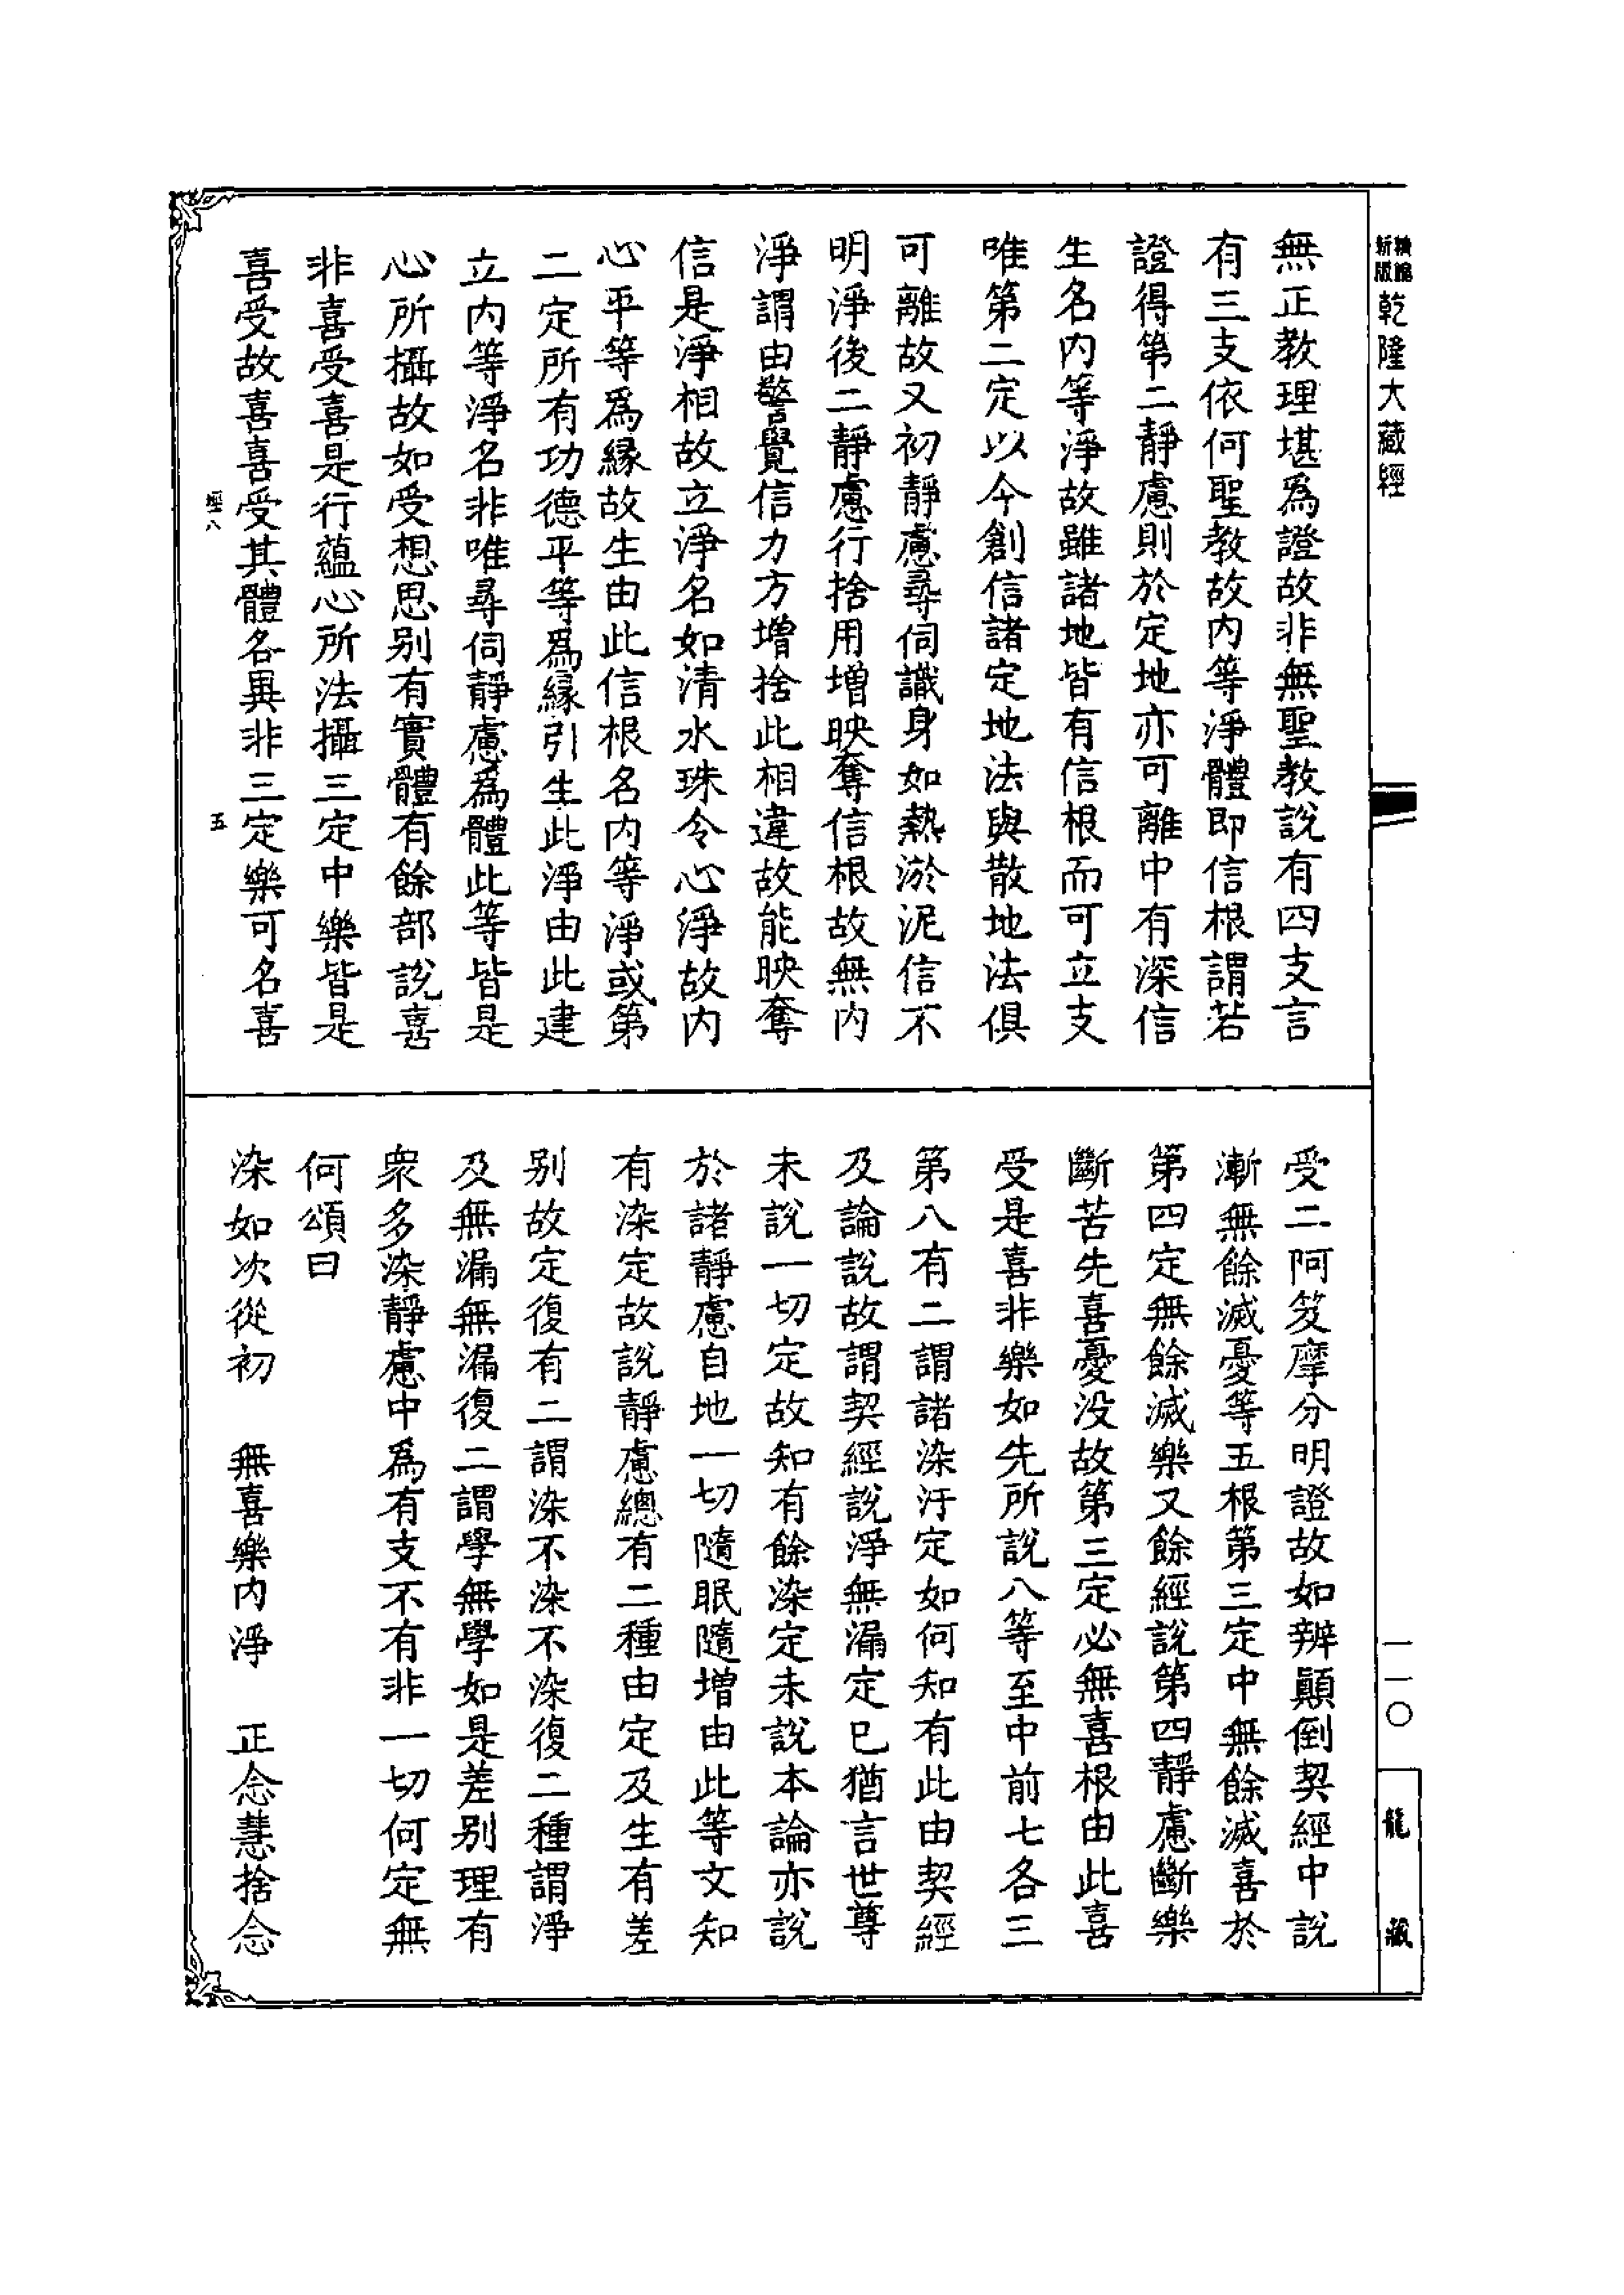 新版
乾隆大藏經
無正教理堪爲證故非無聖教說有四支言
有三支依何聖教故内等淨體即信根謂若
證得第二靜慮則於定地亦可離中有深信
生名内等淨故雖諸地皆有信根而可立支
唯第二定以今創信諸定地法與散地法俱
可離故又初靜慮尋伺識身如熱淤泥信不
明淨後二靜慮行捨用增映奪信根故無内
淨謂由警覺信力方增捨此相違故能映奪
信是淨相故立淨名如清水珠令心淨故内
心平等爲緣故生由此信根名内等淨或第
二定所有功德平等爲緣引生此淨由此建
立内等淨名非唯尋伺靜慮爲體此等皆是
心所攝故如受想思别有實體有餘部說喜
非喜受喜是行蘊心所法攝三定中樂皆是
喜受故喜喜受其體各異非三定樂可名喜
八 五
受二阿笈摩分明證故如辨顛倒契經中說
漸無餘滅憂等五根第三定中無餘滅喜於
第四定無餘滅樂又餘經說第四靜慮斷樂
斷苦先喜憂没故第三定必無喜根由此喜
受是喜非樂如先所說八等至中前七各三
第八有二謂諸染汙定如何知有此由契經
及論說故謂契經說淨無漏定已猶言世尊
未說一切定故知有餘染定未說本論亦說
於諸靜慮自地一切隨眠隨增由此等文知
有染定故說靜慮總有二種由定及生有差
别故定復有二謂染不染不染復二種謂淨
及無漏無漏復二謂學無學如是差别理有
衆多染靜慮中爲有支不有非一切何定無
何頌曰
染如次從初　無喜樂内淨　正念慧捨念
一一〇
龍藏